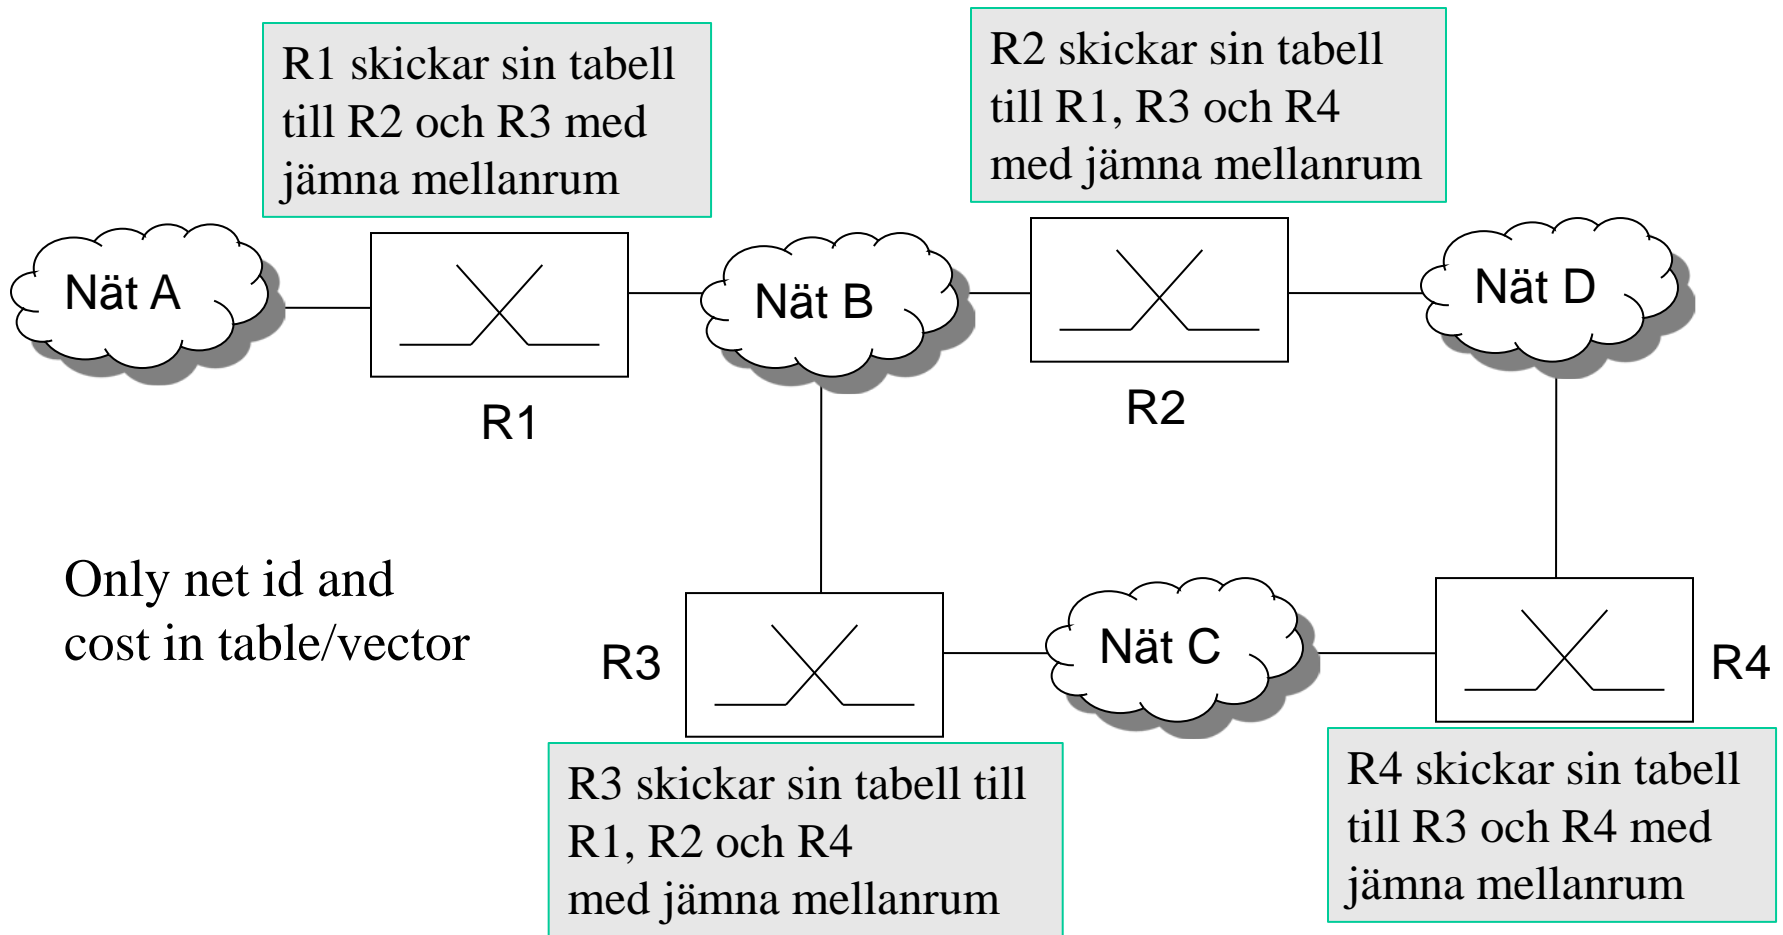 R1 skickar sin tabell
till R2 och R3 med
jämna mellanrum
R2 skickar sin tabell
till R1, R3 och R4
med jämna mellanrum
Nät A
R1
Nät B
R2
Nät D
Only net id and
cost in table/vector
R3
Nät C
R4
R3 skickar sin tabell till
R1, R2 och R4
med jämna mellanrum
R4 skickar sin tabell
till R3 och R4 med
jämna mellanrum